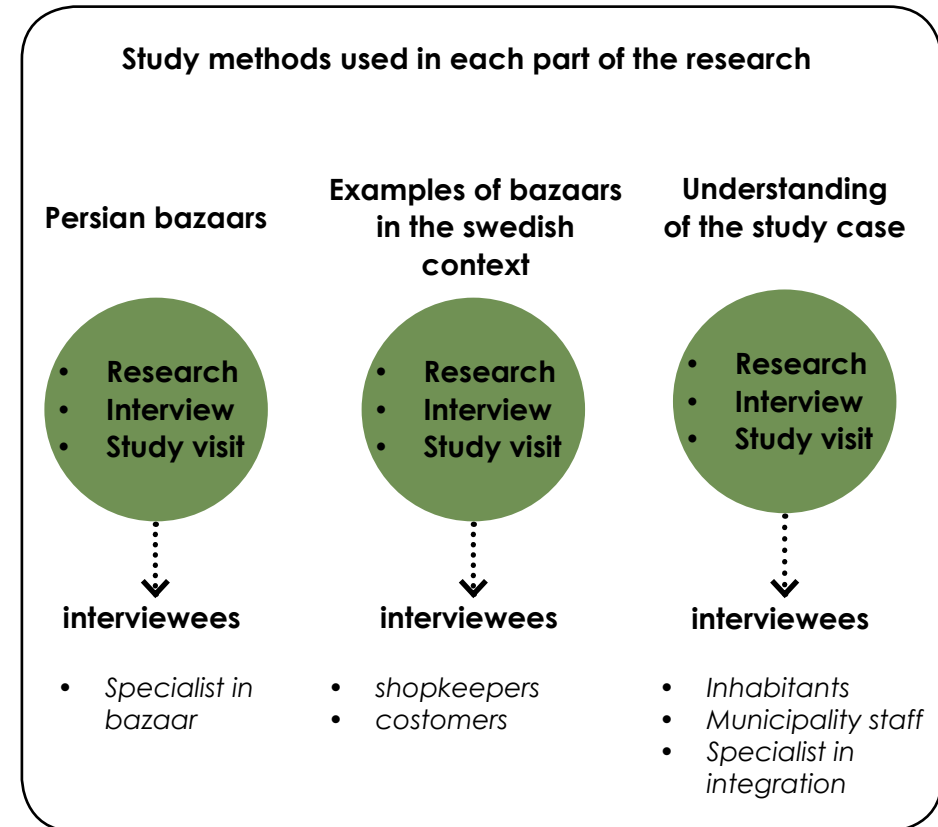 Study methods used in each part of the research
Persian bazaars
Examples of bazaars
in the swedish
context
Understanding
of the study case
• Research
• Interview
• Study visit
• Research
• Interview
• Study visit
• Research
• Interview
• Study visit
interviewees
• Specialist in
bazaar
interviewees
• shopkeepers
• costomers
interviewees
• Inhabitants
• Municipality staff
• Specialist in
integration